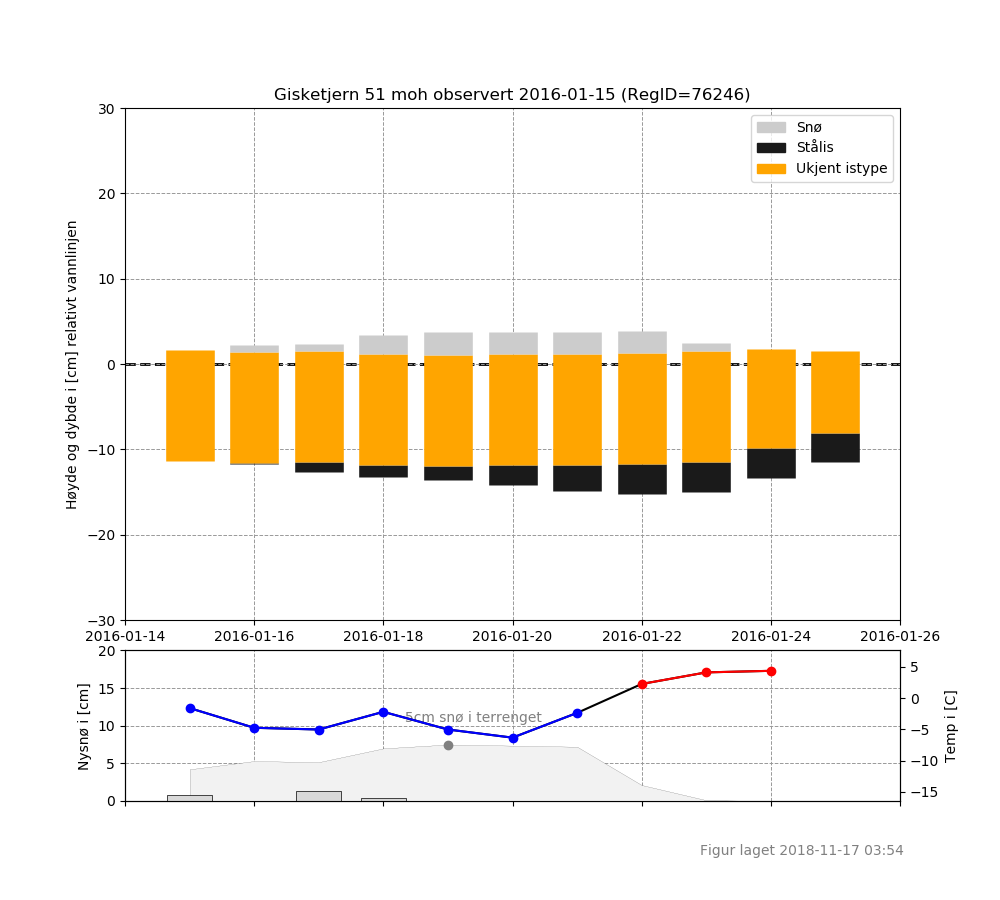 Gisketjern 51 moh observert 2016-01-15 (RegID=76246)
Høyde og dybde i [cm] relativt vannlinjen
30
20
10
0
−10
−20
−30
Snø
Stålis
Ukjent istype
2016-01-14 2016-01-16 2016-01-18 2016-01-20 2016-01-22 2016-01-24 2016-01-26
Nysnø i [cm]
20
15
10
5
0
5cm snø i terrenget
5
0
−5
−10
−15
Temp i [C]
Figur laget 2018-11-17 03:54